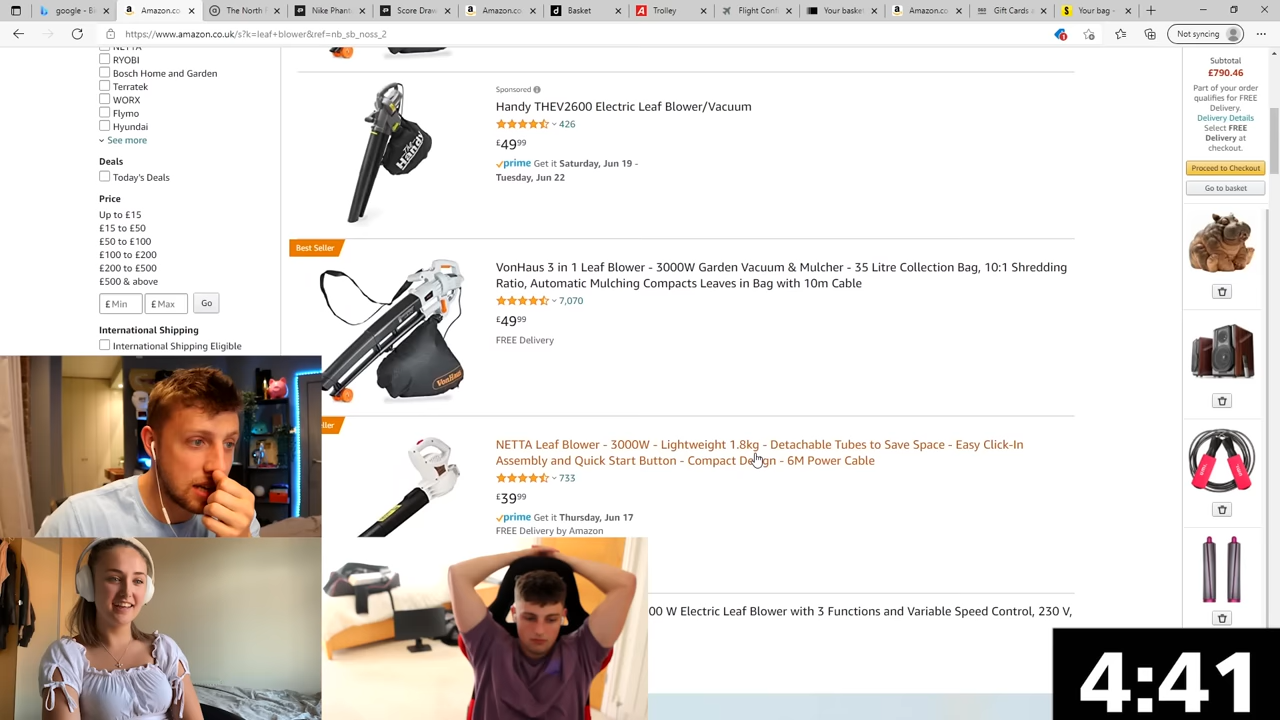 google - B
Amazon.c
The North
Nike Phant
Score Draw
Amazon.co
Basket
Trolley
Flight Confi
Your baske
Amazon.co
Gift Cards a
Your bag -
https://www.amazon.co.uk/s?k=leaf+blower&ref=nb_sb_noss_2
Not syncing
NETTA
RYOBI
Bosch Home and Garden
Terratek
WORX
Flymo
Hyundai
See more
Deals
Today's Deals
Price
Up to £15
£15 to £50
£50 to £100
£100 to £200
£200 to £500
£500 & above
£ Min
£ Max
Go
International Shipping
International Shipping Eligible
Sponsored
Handy THEV2600 Electric Leaf Blower/Vacuum
426
£49.99
prime Get it Saturday, Jun 19 -
Tuesday, Jun 22
The Handy
Best Seller
VonHaus 3 in 1 Leaf Blower - 3000W Garden Vacuum & Mulcher - 35 Litre Collection Bag, 10:1 Shredding
Ratio, Automatic Mulching Compacts Leaves in Bag with 10m Cable
7,070
£49.99
FREE Delivery
VonHaus
ller
NETTA Leaf Blower - 3000W - Lightweight 1.8kg - Detachable Tubes to Save Space - Easy Click-In
Assembly and Quick Start Button - Compact Design - 6M Power Cable
733
£39.99
prime Get it Thursday, Jun 17
FREE Delivery by Amazon
00 W Electric Leaf Blower with 3 Functions and Variable Speed Control, 230 V,
Subtotal
£790.46
Part of your order
qualifies for FREE
Delivery.
Delivery Details
Select FREE
Delivery at
checkout.
Proceed to Checkout
Go to basket
4:41